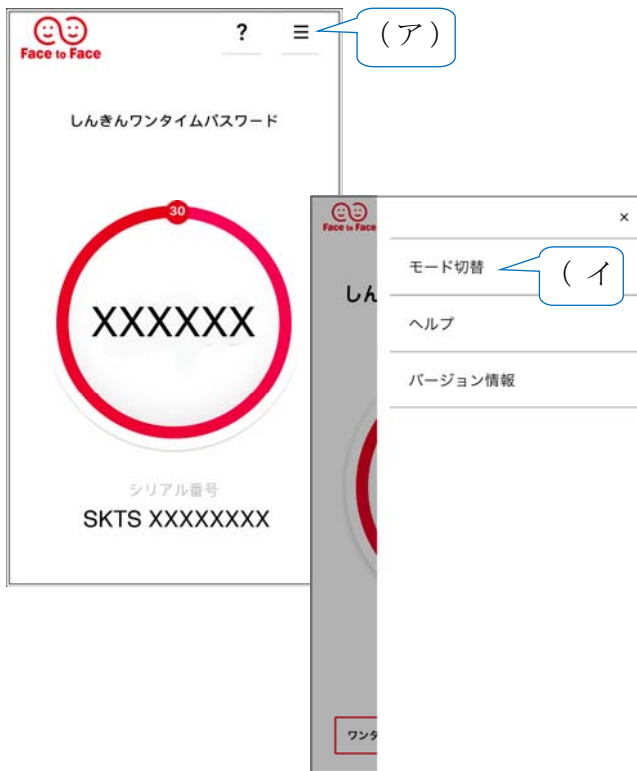 Face to Face
?
（ア）
しんきんワンタイムパスワード
30
XXXXXX
シリアル番号
SKTS XXXXXXXX
Face to Face
×
モード切替
（イ
しん
ヘルプ
バージョン情報
ワンタ